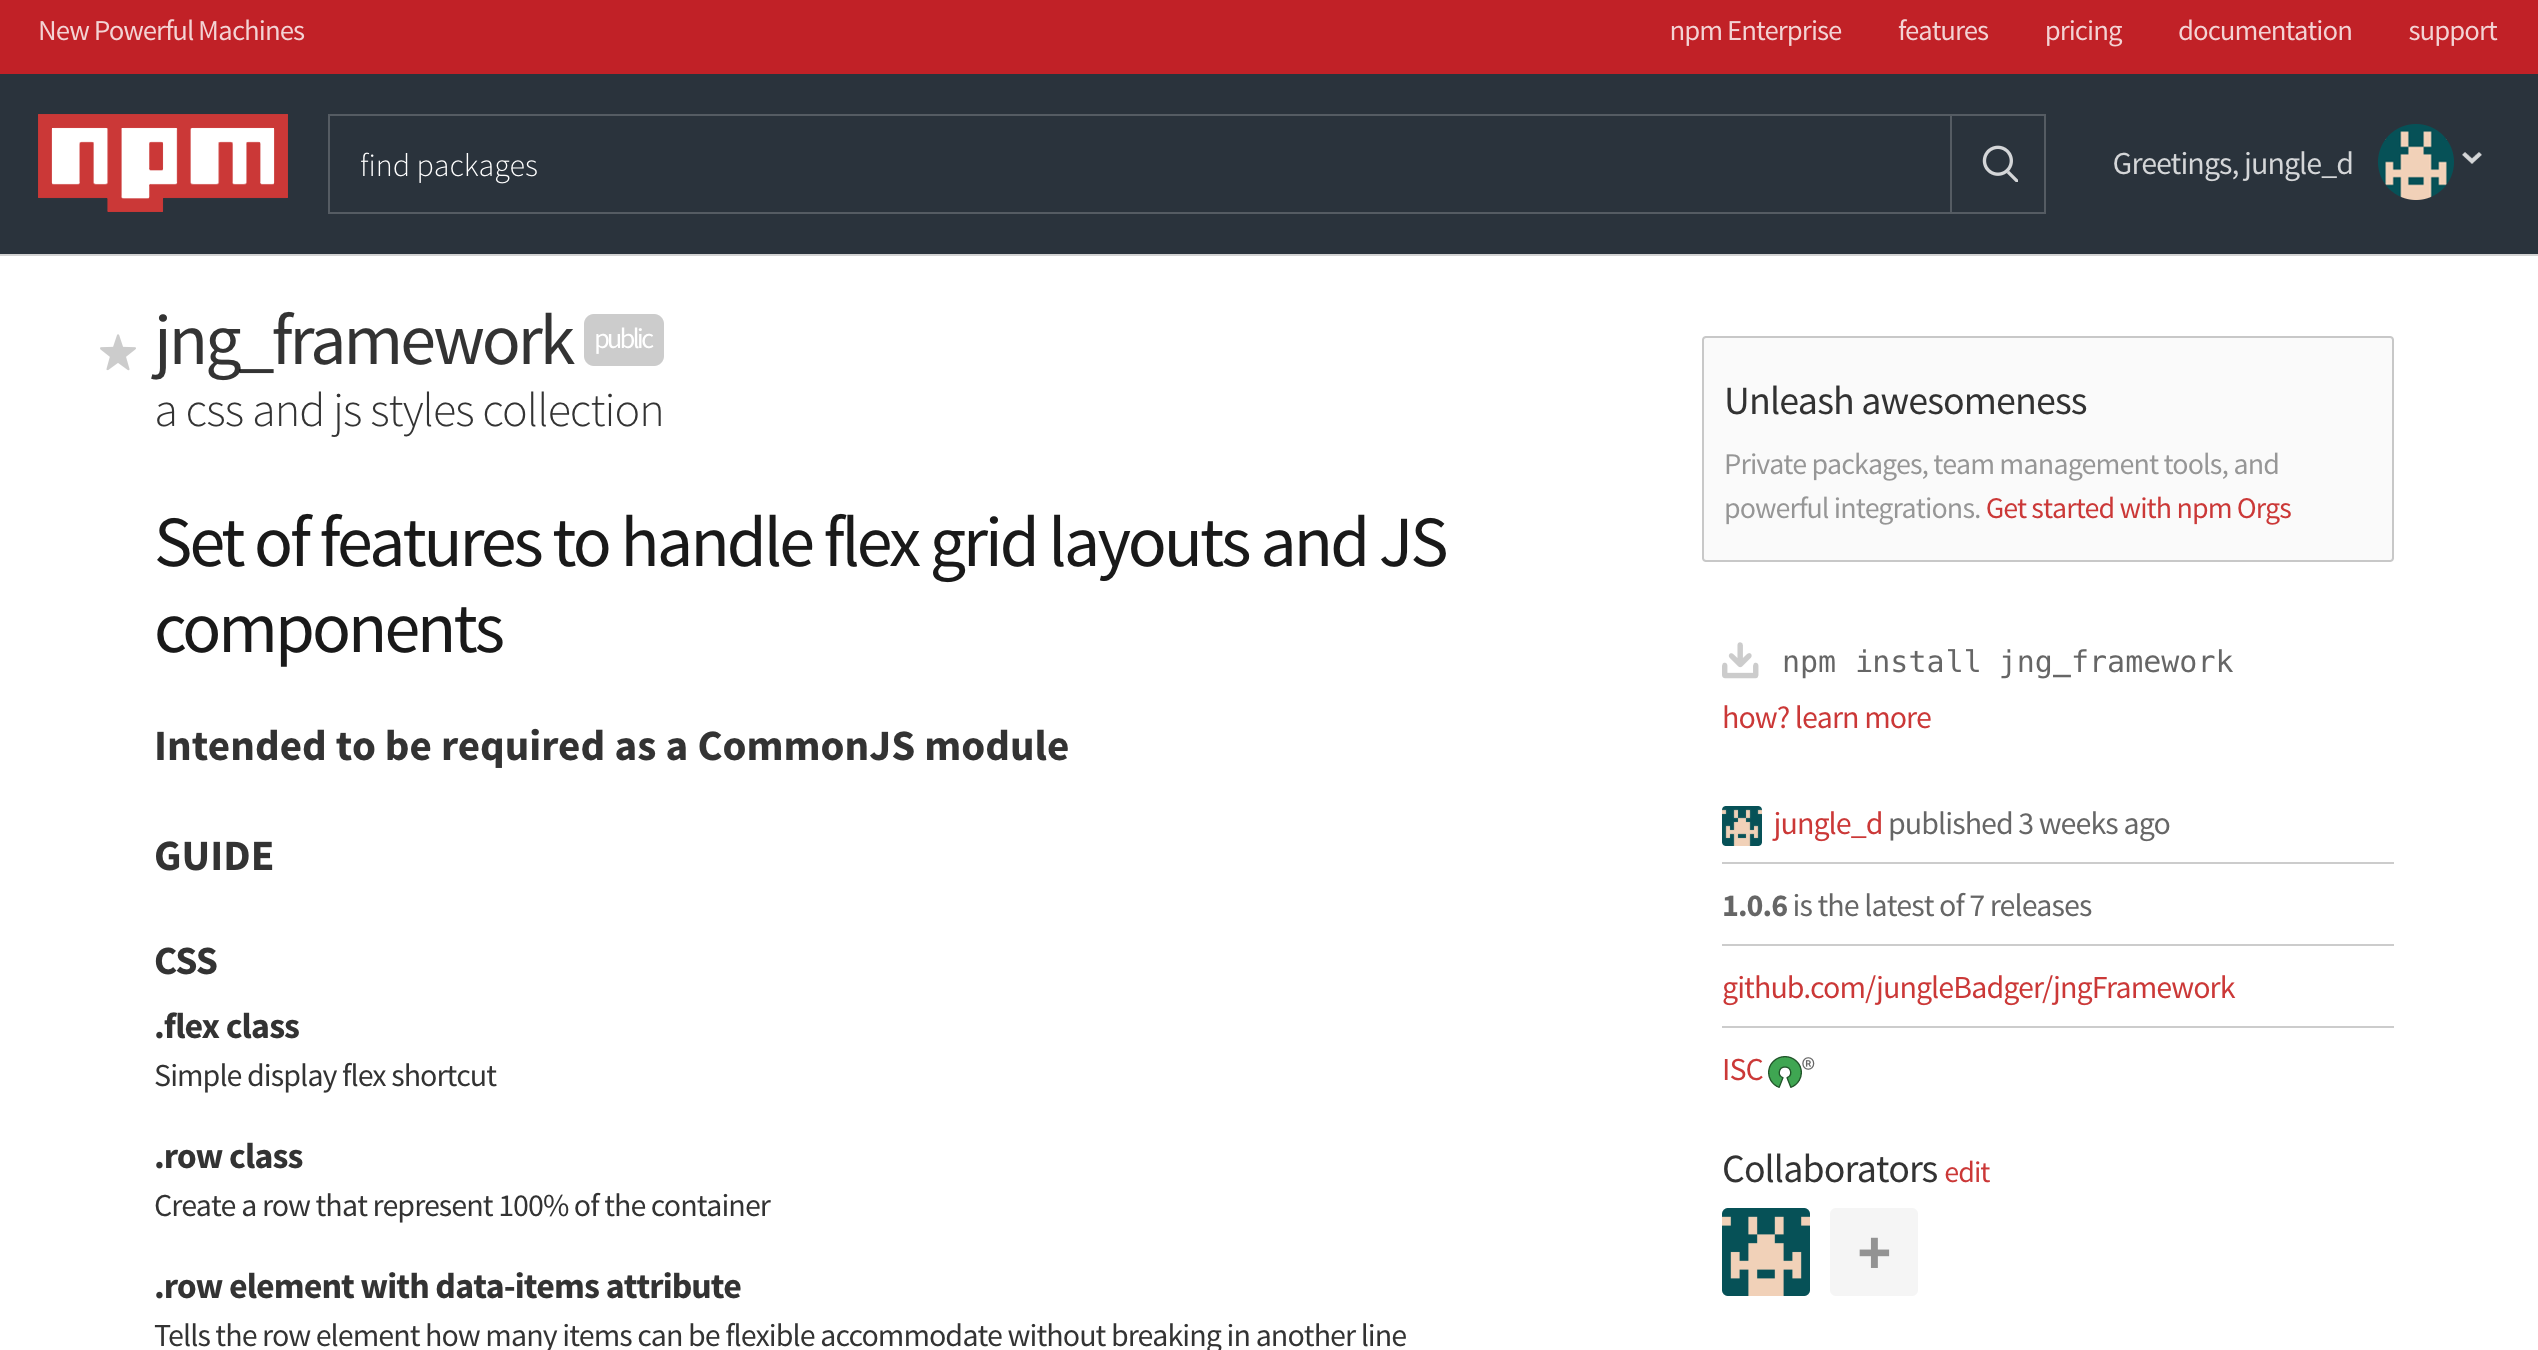 New Powerful Machines
npm Enterprise features pricing documentation support
npm
find packages
Greetings, jungle_d
jng_framework public
a css and js styles collection
Set of features to handle flex grid layouts and JS
components
Intended to be required as a CommonJS module
GUIDE
CSS
.flex class
Simple display flex shortcut
.row class
Create a row that represent 100% of the container
.row element with data-items attribute
Tells the row element how many items can be flexible accommodate without breaking in another line
Unleash awesomeness
Private packages, team management tools, and
powerful integrations. Get started with npm Orgs
npm install jng_framework
how? learn more
jungle_d published 3 weeks ago
1.0.6 is the latest of 7 releases
github.com/jungleBadger/jngFramework
ISC ®
Collaborators edit
+